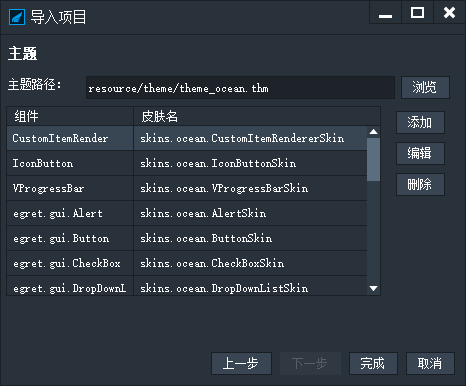 导入项目
主题
主题路径: resource/theme/theme_ocean.thm 浏览
组件 皮肤名
CustomItemRender skins.ocean.CustomItemRendererSkin 添加
IconButton skins.ocean.IconButtonSkin 编辑
VProgressBar skins.ocean.VProgressBarSkin 删除
egret.gui.Alert skins.ocean.AlertSkin
egret.gui.Button skins.ocean.ButtonSkin
egret.gui.CheckBox skins.ocean.CheckBoxSkin
egret.gui.DropDownL skins.ocean.DropDownListSkin
上一步 下一步 完成 取消